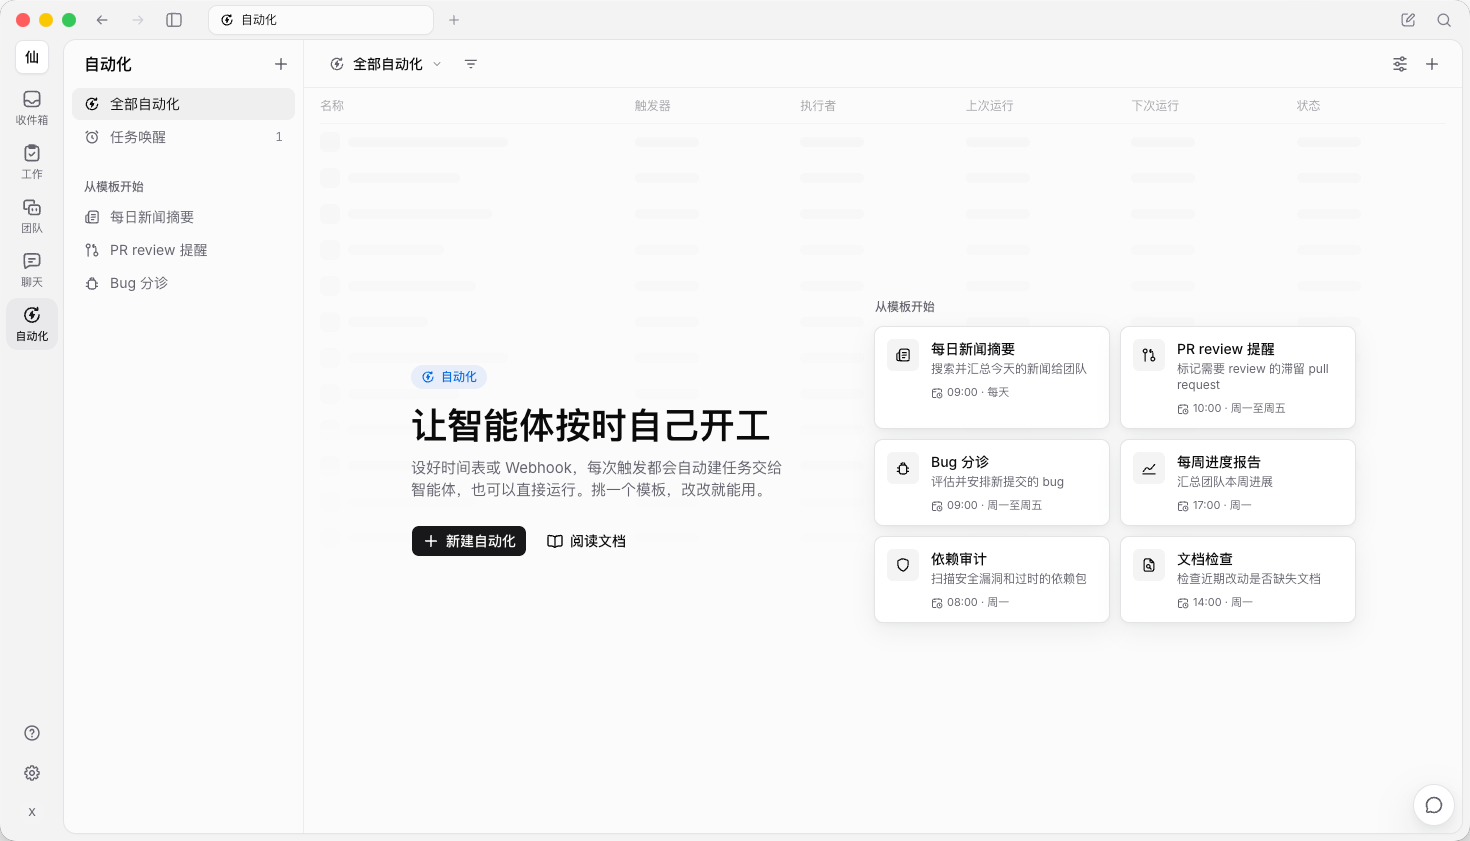 自动化
仙
收件箱
工作
团队
聊天
自动化
X
自动化
全部自动化
任务唤醒 1
从模板开始
每日新闻摘要
PR review 提醒
Bug 分诊
全部自动化
名称 触发器 执行者 上次运行 下次运行 状态
自动化
让智能体按时自己开工
设好时间表或 Webhook，每次触发都会自动建任务交给
智能体，也可以直接运行。挑一个模板，改改就能用。
新建自动化 阅读文档
从模板开始
每日新闻摘要
搜索并汇总今天的新闻给团队
09:00 · 每天
PR review 提醒
标记需要 review 的滞留 pull
request
10:00 · 周一至周五
Bug 分诊
评估并安排新提交的 bug
09:00 · 周一至周五
每周进度报告
汇总团队本周进展
17:00 · 周一
依赖审计
扫描安全漏洞和过时的依赖包
08:00 · 周一
文档检查
检查近期改动是否缺失文档
14:00 · 周一